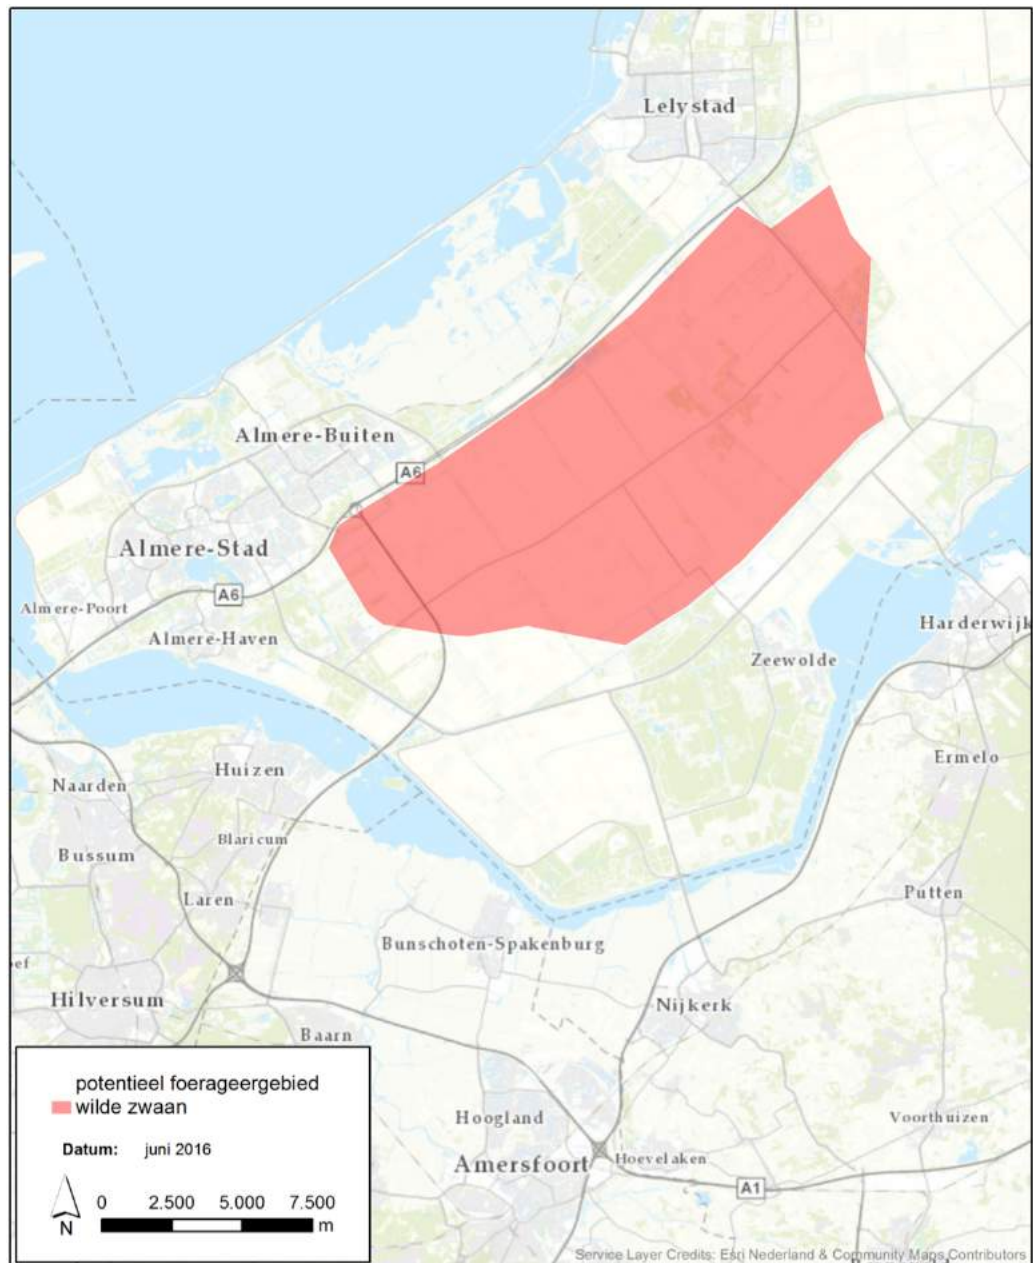 Lelystad
Almere-Buiten
A6
Almere-Stad
A6
Almere-Poort
Almere-Haven
Harderwijk
Zeewolde
Huizen
Ermelo
Naarden
Blaricum
Bussum
Laren
Putten
Bunschoten-Spakenburg
ef
Hilversum
Nijkerk
Baarn
potentieel foerageergebied
wilde zwaan
Datum: juni 2016
0 2.500 5.000 7.500
m
N
Hoogland
Voorthuizen
Amersfoort
Hoevelaken
A1
Service Layer Credits: Esri Nederland & Community Maps Contributors